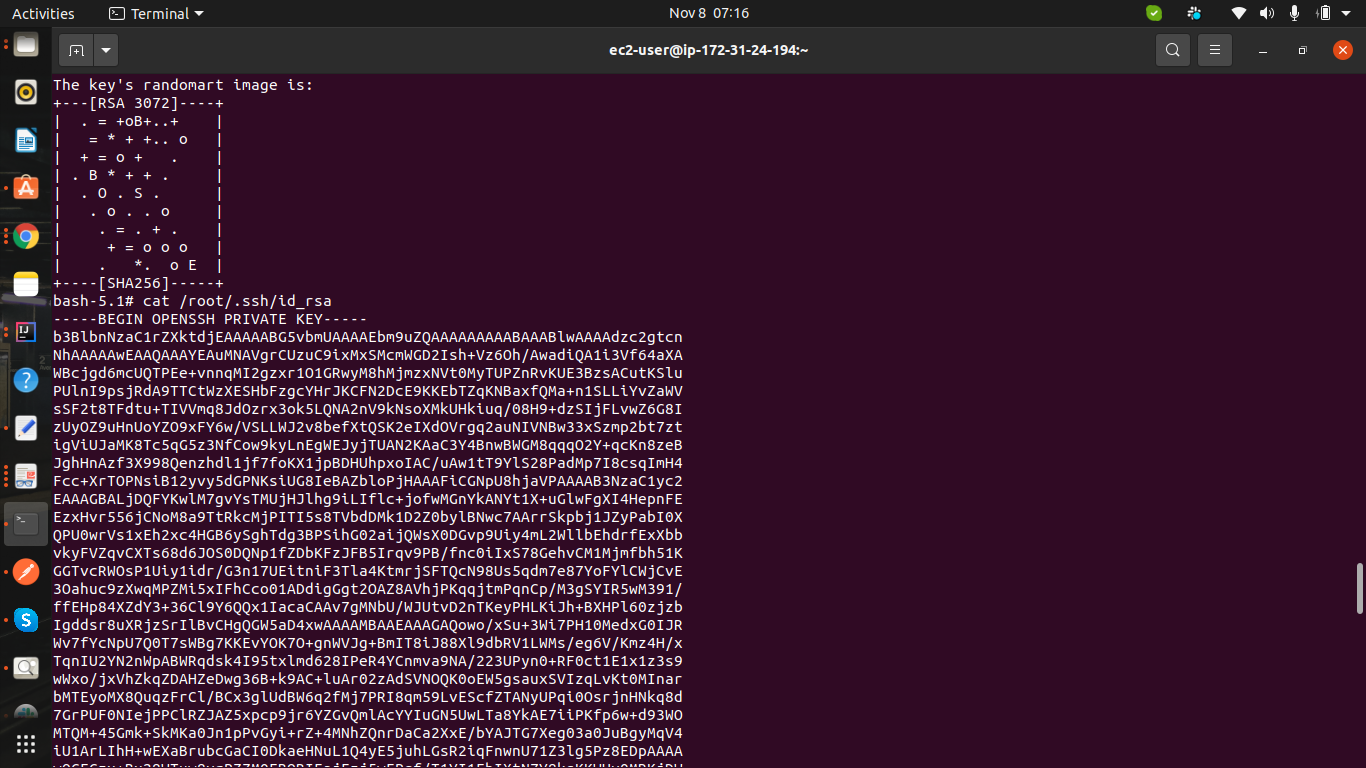 Activities
Terminal
Nov 8 07:16
ec2-user@ip-172-31-24-194:~
The key's randomart image is:
+---[RSA 3072]----+
|  . = +oB+..+    |
|   = * + +.. o   |
|  + = o +   .    |
| . B * + + .     |
|  . O . S .      |
|   . o . . o     |
|    . = . + .    |
|     + = o o o   |
|    .   *.  o E  |
+----[SHA256]-----+
bash-5.1# cat /root/.ssh/id_rsa
-----BEGIN OPENSSH PRIVATE KEY-----
b3BlbnNzaC1rZXktdjEAAAAABG5vbmUAAAAEbm9uZQAAAAAAAAABAAABlwAAAAdzc2gtcn
NhAAAAAwEAAQAAAYEAuMNAVgrCUzuC9ixMxSMcmWGD2Ish+Vz6Oh/AwadiQA1i3Vf64aXA
WBcjgd6mcUQTPEe+vnnqMI2gzxr1O1GRwyM8hMjmzxNVt0MyTUPZnRvKUE3BzsACutKSlu
PUlnI9psjRdA9TTCtWzXESHbFzgcYHrJKCFN2DcE9KKEbTZqKNBaxfQMa+n1SLLiYvZaWV
sSF2t8TFdtu+TIVVmq8JdOzrx3ok5LQNA2nV9kNsoXMkUHkiuq/08H9+dzSIjFLvwZ6G8I
zUyOZ9uHnUoYZO9xFY6w/VSLLWJ2v8befXtQSK2eIXdOVrgq2auNIVNBw33xSzmp2bt7zt
igViUJaMK8Tc5qG5z3NfCow9kyLnEgWEJyjTUAN2KAaC3Y4BnwBWGM8qqqO2Y+qcKn8zeB
JghHnAzf3X998Qenzhdl1jf7foKX1jpBDHUhpxoIAC/uAw1tT9YlS28PadMp7I8csqImH4
Fcc+XrTOPNsiB12yvy5dGPNKsiUG8IeBAZbloPjHAAAFiCGNpU8hjaVPAAAAB3NzaC1yc2
EAAAGBALjDQFYKwlM7gvYsTMUjHJlhg9iLIflc+jofwMGnYkANYt1X+uGlwFgXI4HepnFE
EzxHvr556jCNoM8a9TtRkcMjPITI5s8TVbdDMk1D2Z0bylBNwc7AArrSkpbj1JZyPabI0X
QPU0wrVs1xEh2xc4HGB6ySghTdg3BPSihG02aijQWsX0DGvp9Uiy4mL2WllbEhdrfExXbb
vkyFVZqvCXTs68d6JOS0DQNp1fZDbKFzJFB5Irqv9PB/fnc0iIxS78GehvCM1Mjmfbh51K
GGTvcRWOsP1Uiy1idr/G3n17UEitniF3Tla4KtmrjSFTQcN98Us5qdm7e87YoFYlCWjCvE
3Oahuc9zXwqMPZMi5xIFhCco01ADdigGgt2OAZ8AVhjPKqqjtmPqnCp/M3gSYIR5wM391/
ffEHp84XZdY3+36Cl9Y6QQx1IacaCAAv7gMNbU/WJUtvD2nTKeyPHLKiJh+BXHPl60zjzb
Igddsr8uXRjzSrIlBvCHgQGW5aD4xwAAAAMBAAEAAAGAQowo/xSu+3Wi7PH10MedxG0IJR
Wv7fYcNpU7Q0T7sWBg7KKEvYOK7O+gnWVJg+BmIT8iJ88Xl9dbRV1LWMs/eg6V/Kmz4H/x
TqnIU2YN2nWpABWRqdsk4I95txlmd628IPeR4YCnmva9NA/223UPyn0+RF0ct1E1x1z3s9
wWxo/jxVhZkqZDAHZeDwg36B+k9AC+luAr02zAdSVNOQK0oEW5gsauxSVIzqLvKt0MInar
bMTEyoMX8QuqzFrCl/BCx3glUdBW6q2fMj7PRI8qm59LvEScfZTANyUPqi0OsrjnHNkq8d
7GrPUF0NIejPPClRZJAZ5xpcp9jr6YZGvQmlAcYYIuGN5UwLTa8YkAE7iiPKfp6w+d93WO
MTQM+45Gmk+SkMKa0Jn1pPvGyi+rZ+4MNhZQnrDaCa2XxE/bYAJTG7Xeg03a0JuBgyMqV4
iU1ArLIhH+wEXaBrubcGaCI0DkaeHNuL1Q4yE5juhLGsR2iqFnwnU71Z3lg5Pz8EDpAAAA